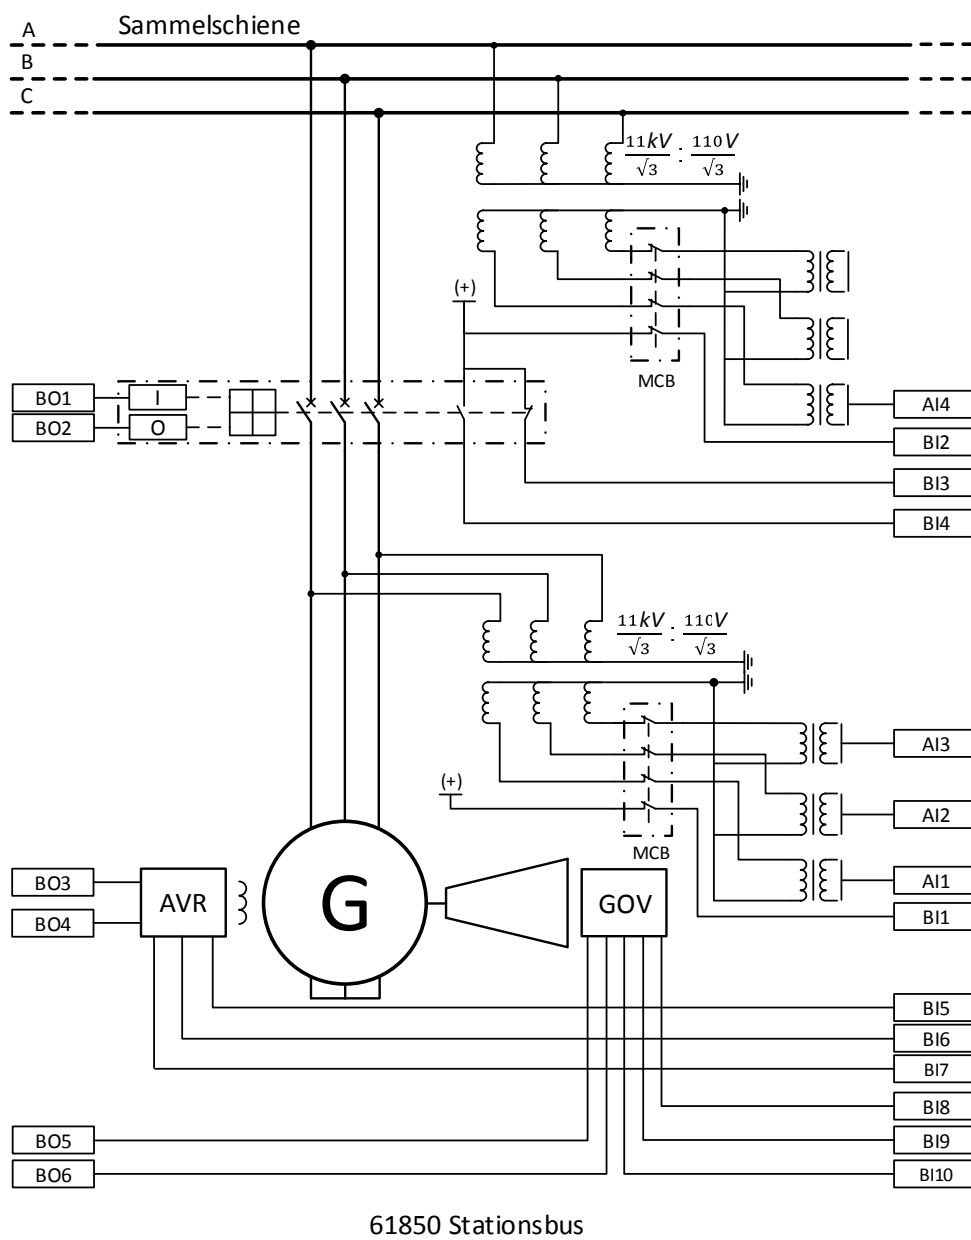 A
Sammelschiene
B
C
11kV/√3 : 110V/√3
(+)
MCB
BO1
I
BO2
O
AI4
BI2
BI3
BI4
11kV/√3 : 110V/√3
(+)
MCB
AI3
AI2
AI1
BI1
BO3
BO4
AVR
G
GOV
BI5
BI6
BI7
BI8
BO5
BI9
BO6
BI10
61850 Stationsbus